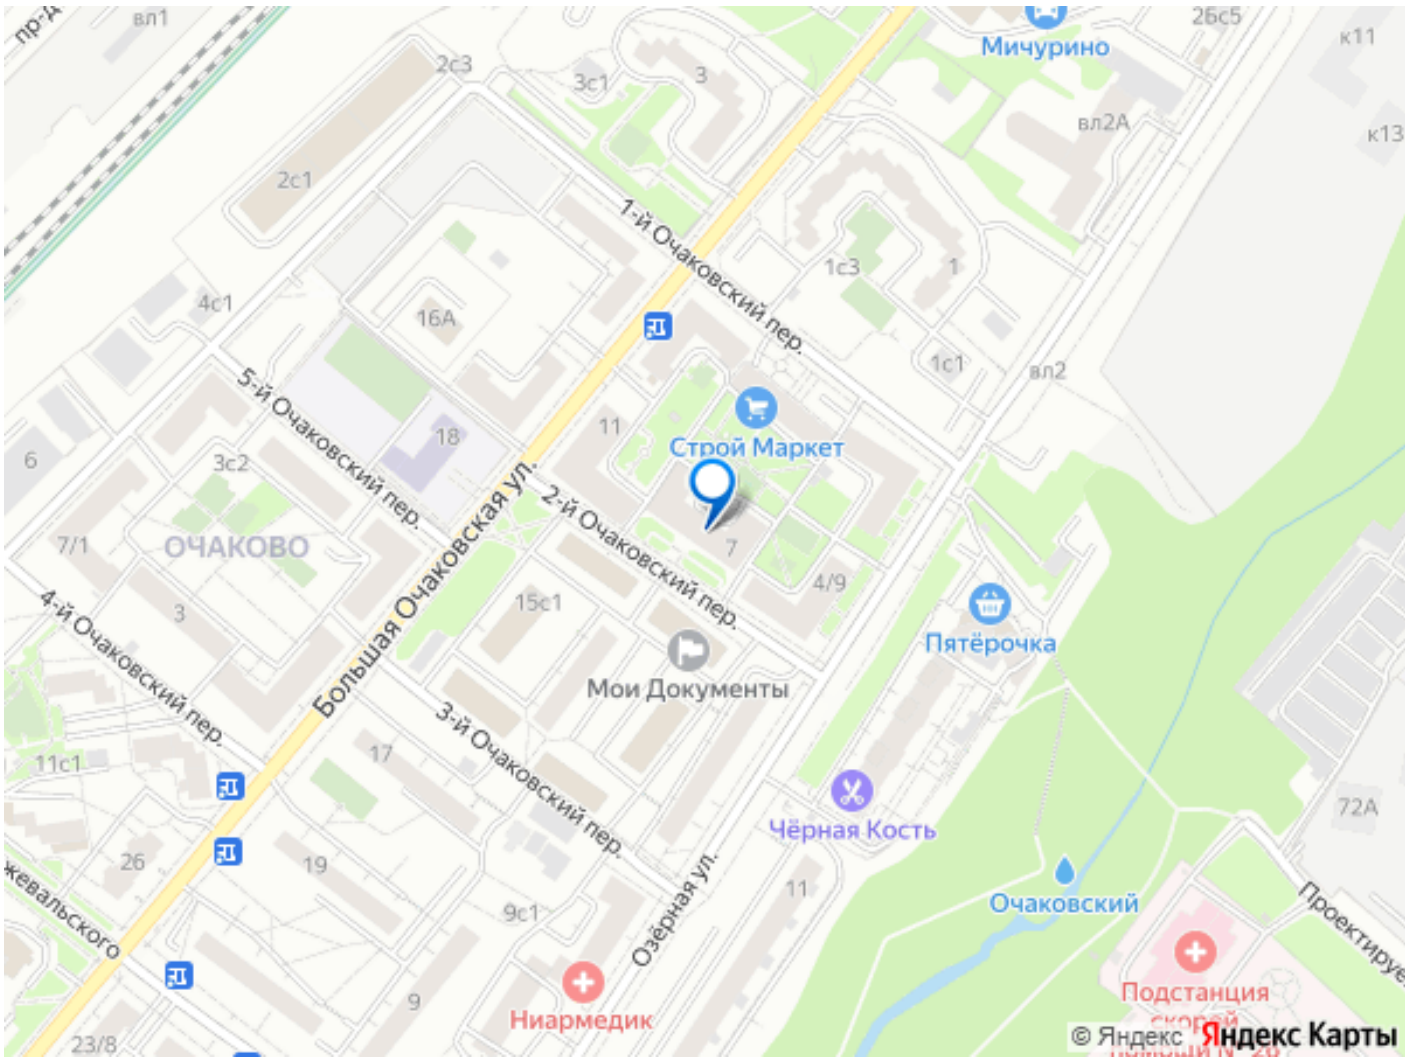 пр-д
вл1
2с3
3с1
3
Мичурино
2Бс5
к11
к13
вл2А
2с1
1-й Очаковский пер.
1с3
1
4с1
16А
1с1
вл2
5-й Очаковский пер.
18
11
Строй Маркет
6
3с2
ОЧАКОВО
7/1
3
Большая Очаковская ул.
2-й Очаковский пер.
7
4/9
15с1
Пятёрочка
Мои Документы
4-й Очаковский пер.
3-й Очаковский пер.
11с1
17
Чёрная Кость
72А
26
19
11
Очаковский
жевальского
9с1
Озёрная ул.
Проектируе
9
Ниармедик
Подстанция
скорой
23/8
© Яндекс Яндекс Карты